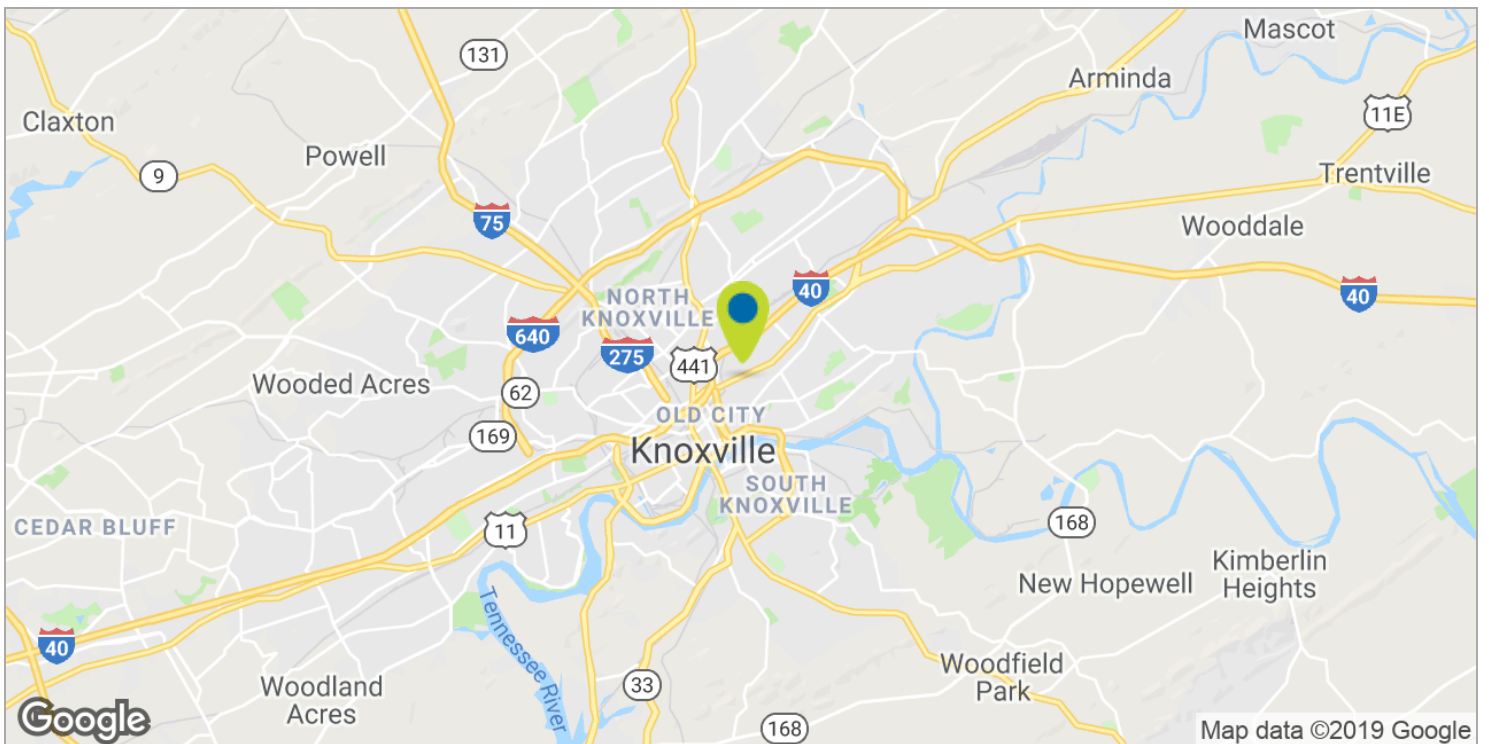 Mascot
131
Arminda
11E
Claxton
Powell
9
Trentville
75
Wooddale
40
40
NORTH
KNOXVILLE
640
275
441
Wooded Acres
62
OLD CITY
169
Knoxville
SOUTH
KNOXVILLE
CEDAR BLUFF
11
168
Kimberlin
Heights
New Hopewell
Tennessee River
40
Woodfield
Park
Woodland
Acres
33
Google
168
Map data ©2019 Google